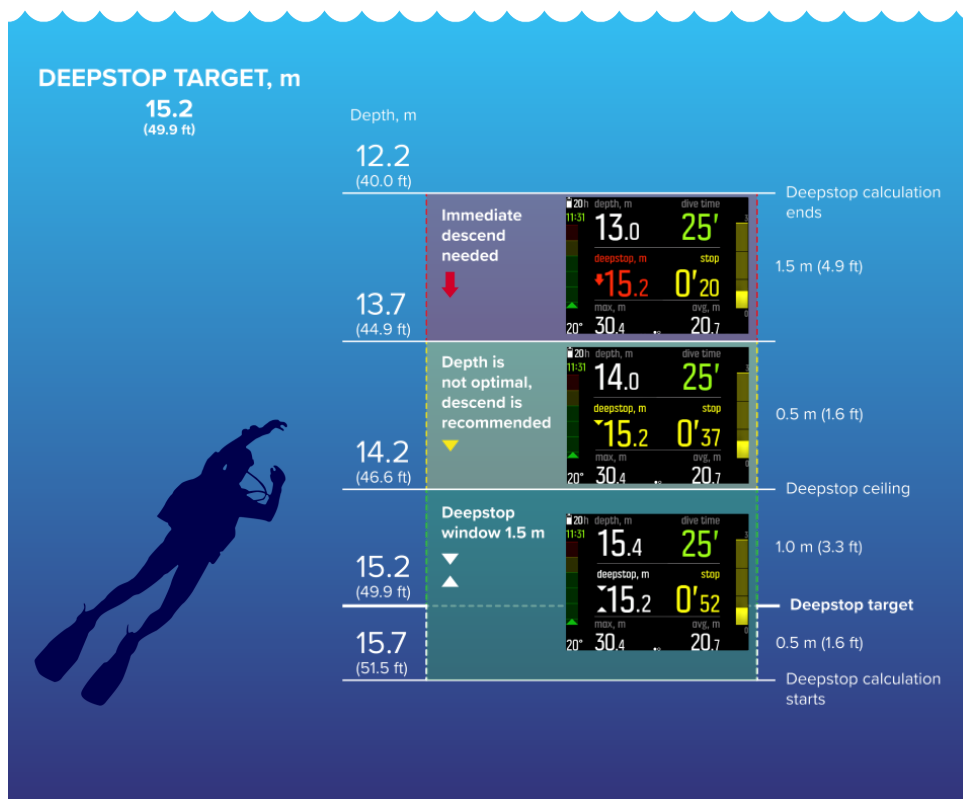 DEEPSTOP TARGET, m
15.2
(49.9 ft)
Depth, m
12.2
(40.0 ft)
Deepstop calculation
ends
Immediate
descend
needed
20h depth, m dive time
11:31 13.0 25'
deepstop, m stop
15.2 0'20
max, m avg, m
20° 30.4 20.7
1.5 m (4.9 ft)
13.7
(44.9 ft)
Depth is
not optimal,
descend is
recommended
20h depth, m dive time
11:31 14.0 25'
deepstop, m stop
15.2 0'37
max, m avg, m
20° 30.4 20.7
0.5 m (1.6 ft)
14.2
(46.6 ft)
Deepstop ceiling
Deepstop
window 1.5 m
20h depth, m dive time
11:31 15.4 25'
deepstop, m stop
15.2 0'52
max, m avg, m
20° 30.4 20.7
1.0 m (3.3 ft)
15.2
(49.9 ft)
Deepstop target
15.7
(51.5 ft)
0.5 m (1.6 ft)
Deepstop calculation
starts